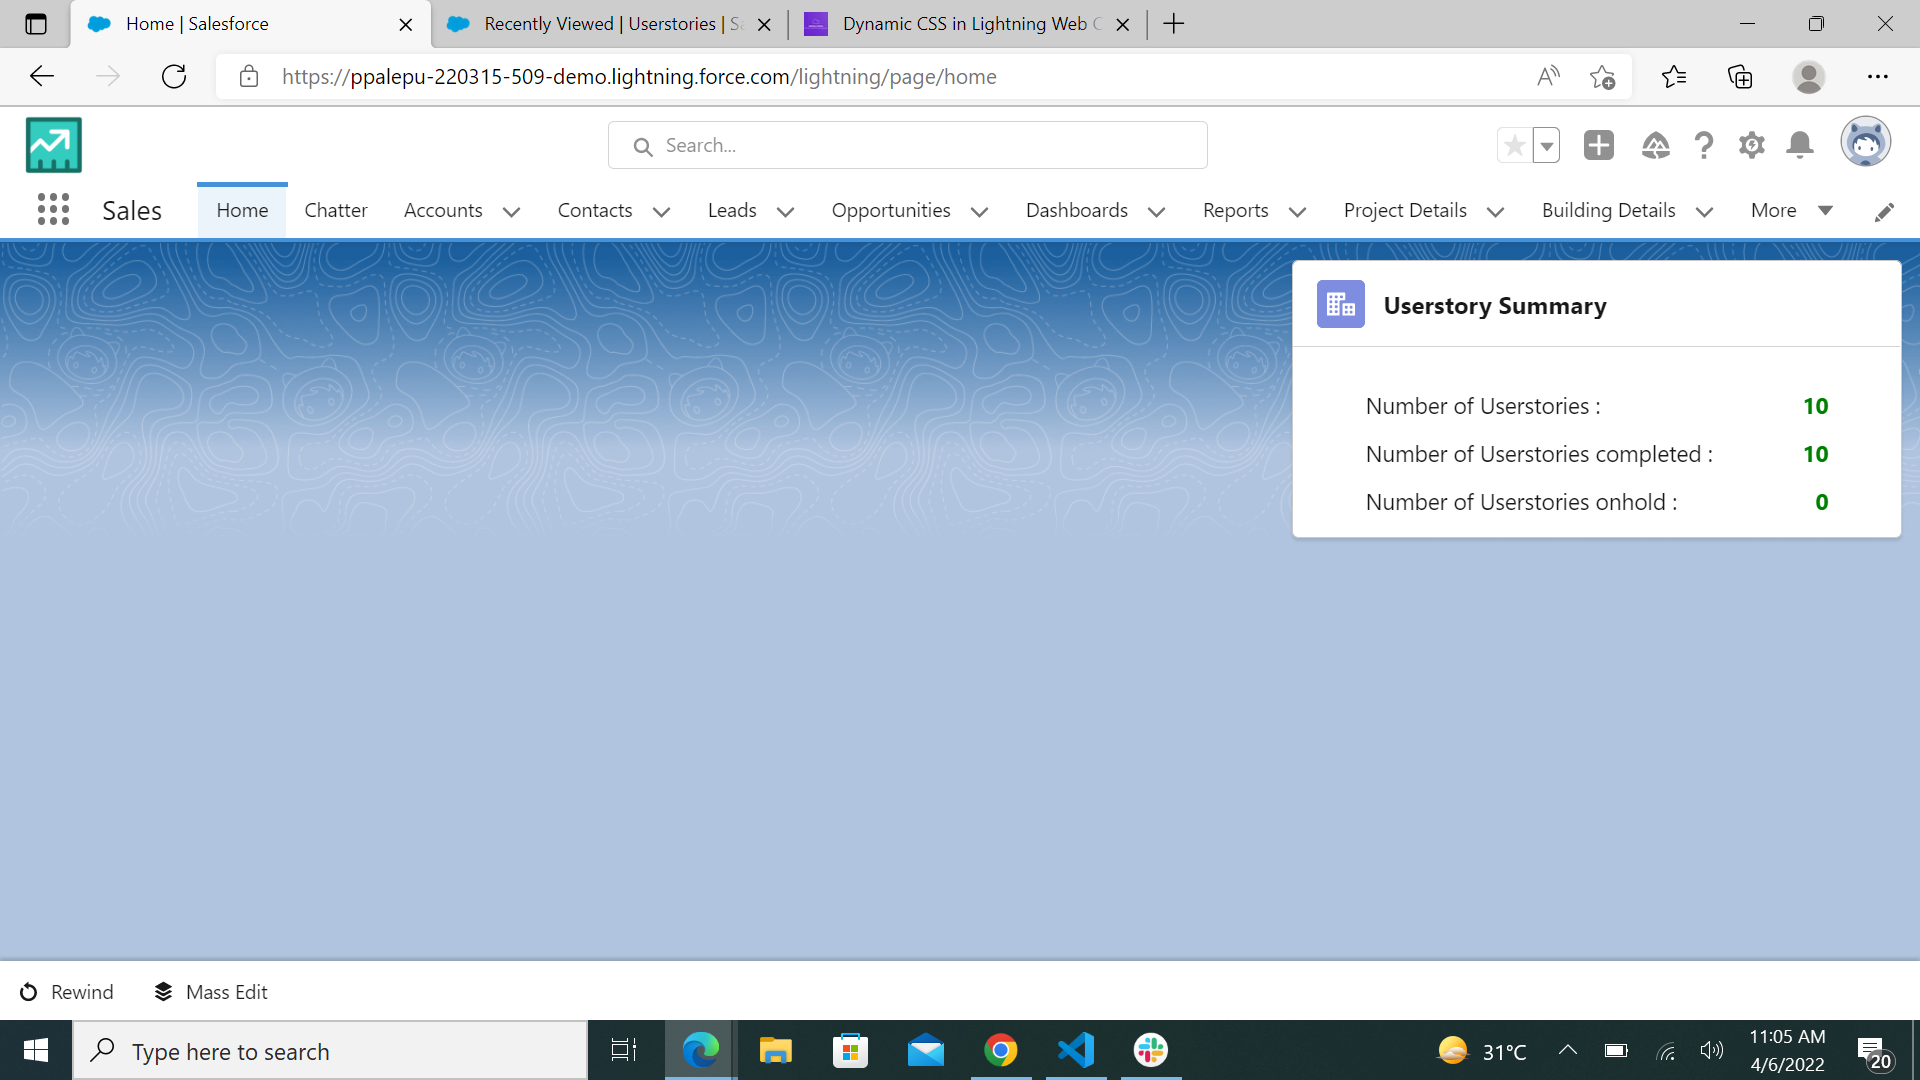 Home | Salesforce
Recently Viewed | Userstories | Sa
Dynamic CSS in Lightning Web C
https://ppalepu-220315-509-demo.lightning.force.com/lightning/page/home
Search...
Sales
Home
Chatter
Accounts
Contacts
Leads
Opportunities
Dashboards
Reports
Project Details
Building Details
More
Userstory Summary
Number of Userstories : 10
Number of Userstories completed : 10
Number of Userstories onhold : 0
Rewind
Mass Edit
Type here to search
31°C
11:05 AM
4/6/2022
20